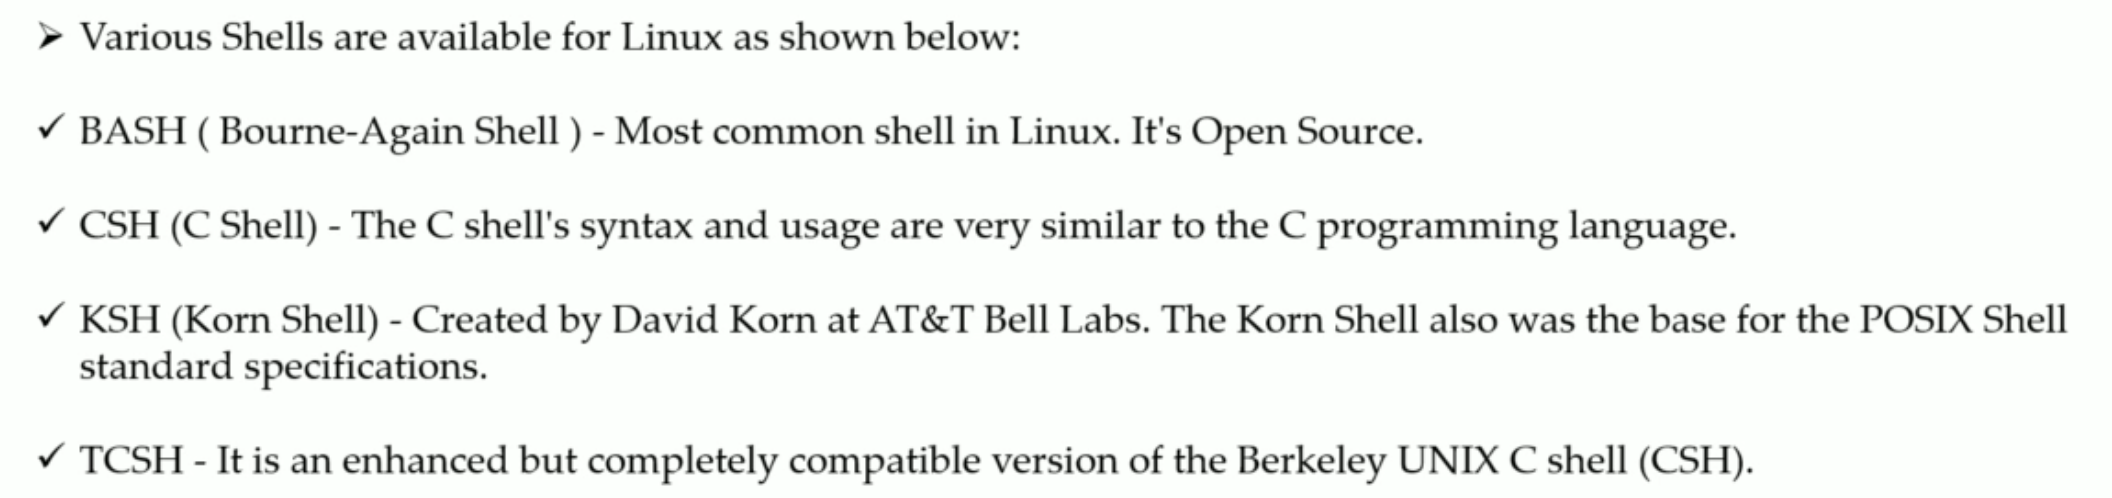 ➢ Various Shells are available for Linux as shown below:
✓ BASH ( Bourne-Again Shell ) - Most common shell in Linux. It's Open Source.
✓ CSH (C Shell) - The C shell's syntax and usage are very similar to the C programming language.
✓ KSH (Korn Shell) - Created by David Korn at AT&T Bell Labs. The Korn Shell also was the base for the POSIX Shell
standard specifications.
✓ TCSH - It is an enhanced but completely compatible version of the Berkeley UNIX C shell (CSH).